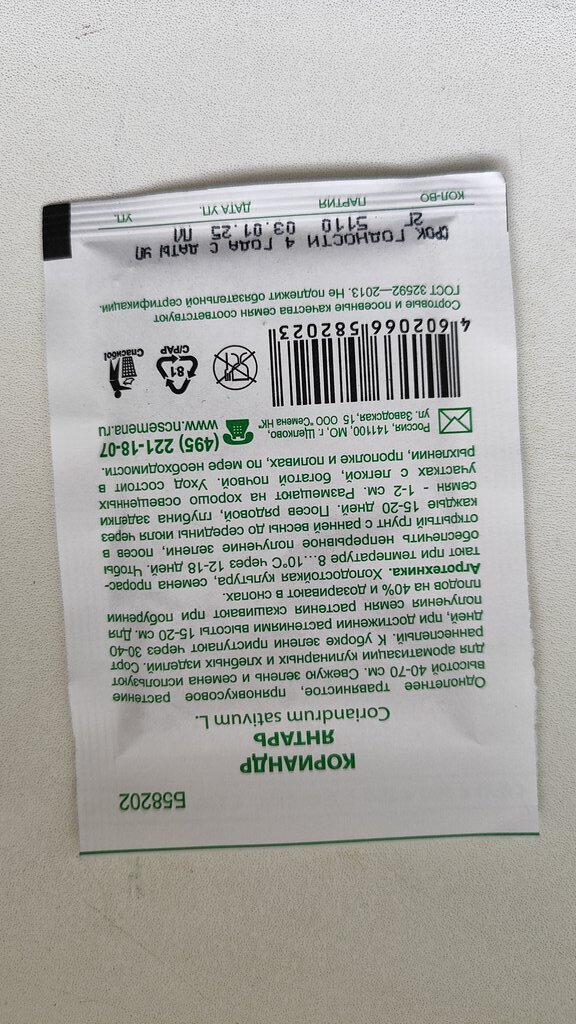 Б58202
КОРИАНДР
ЯНТАРЬ
Coriandrum sativum L.
Однолетнее, травянистое, пряновкусовое растение
высотой 40-70 см. Свежую зелень и семена используют
для ароматизации кулинарных и хлебных изделий. Сорт
раннеспелый. К уборке зелени приступают через 30-40
дней, при достижении растениями высоты 15-20 см. Для
получения семян растения скашивают при побурении
плодов на 40% и дозаривают в снопах.
Агротехника. Холодостойкая культура, семена прорас-
тают при температуре 8...10°С через 12-18 дней. Чтобы
обеспечить непрерывное получение зелени, посев в
открытый грунт с ранней весны до середины июля через
каждые 15-20 дней. Посев рядовой, глубина заделки
семян - 1-2 см. Размещают на хорошо освещенных
участках с легкой, богатой почвой. Уход состоит в
рыхлении, прополке и поливах, по мере необходимости.
Россия, 141100, МО, г. Щелково,
ул. Заводская, 15 ООО "Семена НК"
(495) 221-18-07
www.ncsemena.ru
4 602066 582023
81
C/PAP
Спасибо!
Сортовые и посевные качества семян соответствуют
ГОСТ 32592—2013. Не подлежит обязательной сертификации.
СРОК ГОДНОСТИ 4 ГОДА С ДАТЫ УП
2Г 5110 03.01.25 ПЛ
КОЛ-ВО ПАРТИЯ ДАТА УП. УП.